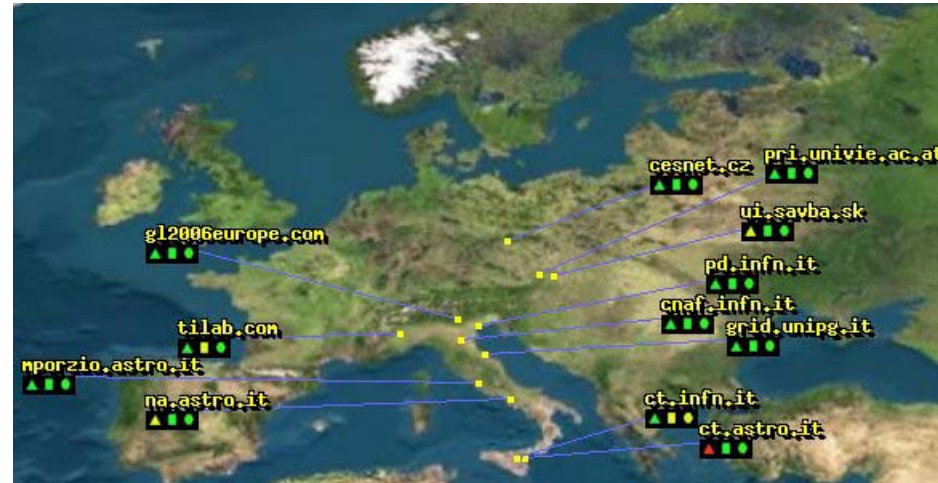 cesnet.cz
pri.univie.ac.at
ui.savba.sk
gl2006europe.com
pd.infn.it
cnaf.infn.it
tilab.com
grid.unipg.it
mporzio.astro.it
na.astro.it
ct.infn.it
ct.astro.it